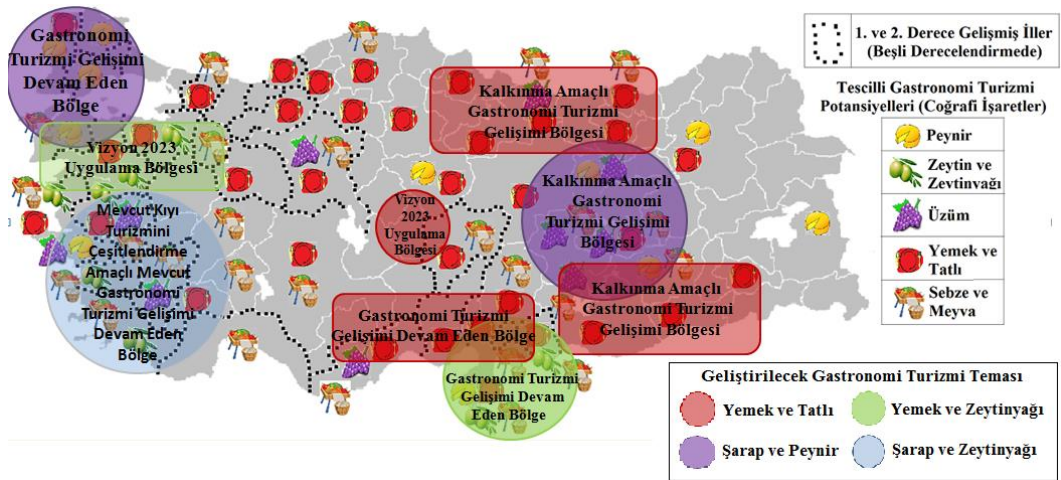 Gastronomi
Turizmi Gelişimi
Devam Eden
Bölge
Vizyon 2023
Uygulama Bölgesi
Mevcut Kıyı
Turizmini
Çeşitlendirme
Amaçlı Mevcut
Gastronomi
Turizmi Gelişimi
Devam Eden
Bölge
Vizyon
2023
Uygulama
Bölgesi
Gastronomi Turizmi
Gelişimi Devam Eden Bölge
Gastronomi Turizmi
Gelişimi Devam
Eden Bölge
Kalkınma Amaçlı
Gastronomi Turizmi
Gelişimi Bölgesi
Kalkınma Amaçlı
Gastronomi
Turizmi Gelişimi
Bölgesi
Kalkınma Amaçlı
Gastronomi Turizmi
Gelişimi Bölgesi
1. ve 2. Derece Gelişmiş İller
(Beşli Derecelendirmede)
Tescilli Gastronomi Turizmi
Potansiyelleri (Coğrafi İşaretler)
Peynir
Zeytin ve
Zevtinvağı
Üzüm
Yemek ve
Tatlı
Sebze ve
Meyva
Geliştirilecek Gastronomi Turizmi Teması
Yemek ve Tatlı
Yemek ve Zeytinyağı
Şarap ve Peynir
Şarap ve Zeytinyağı